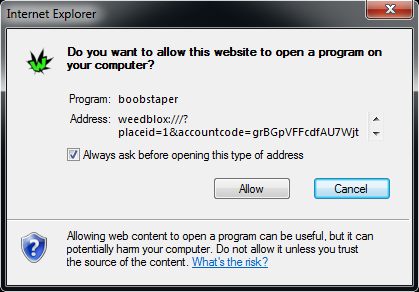 Internet Explorer
Do you want to allow this website to open a program on
your computer?
W
Program: boobstaper
Address: weedblox:///?
placeid=1&accountcode=grBGpVFFcdfAU7Wjt
Always ask before opening this type of address
Allow Cancel
Allowing web content to open a program can be useful, but it can
potentially harm your computer. Do not allow it unless you trust
the source of the content. What's the risk?